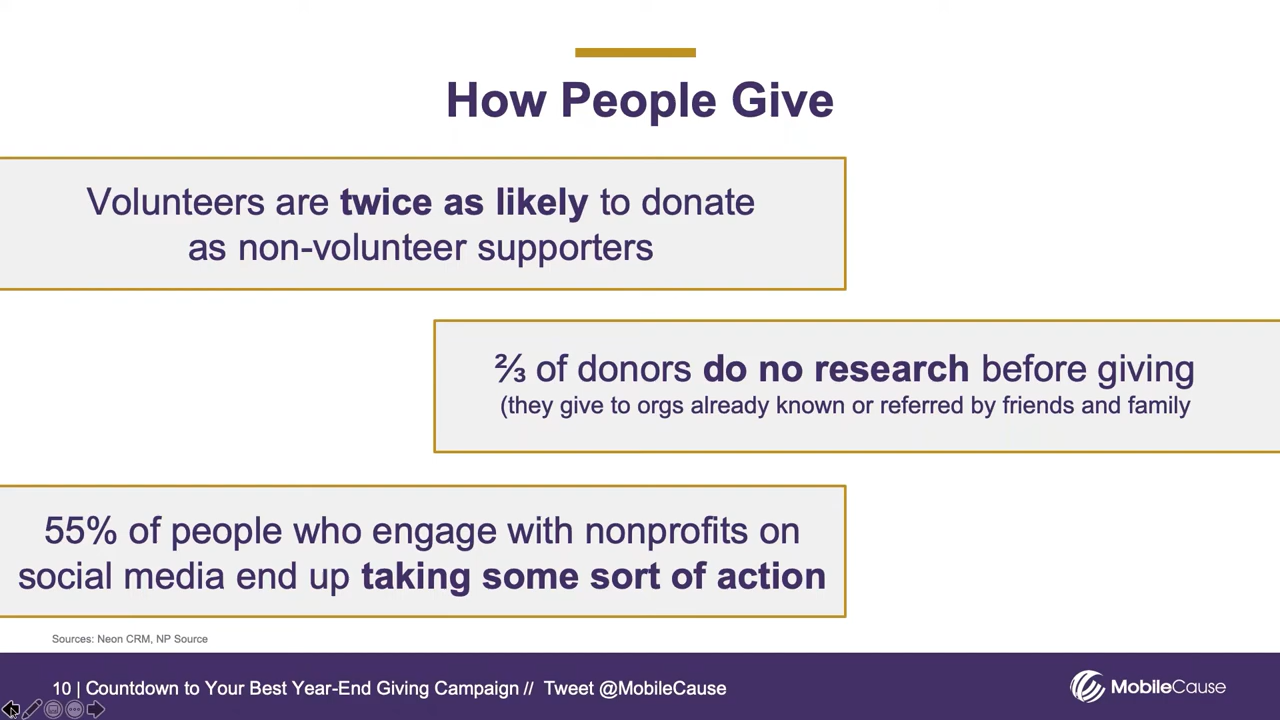 How People Give
Volunteers are twice as likely to donate
as non-volunteer supporters
⅔ of donors do no research before giving
(they give to orgs already known or referred by friends and family
55% of people who engage with nonprofits on
social media end up taking some sort of action
Sources: Neon CRM, NP Source
10 | Countdown to Your Best Year-End Giving Campaign // Tweet @MobileCause
MobileCause